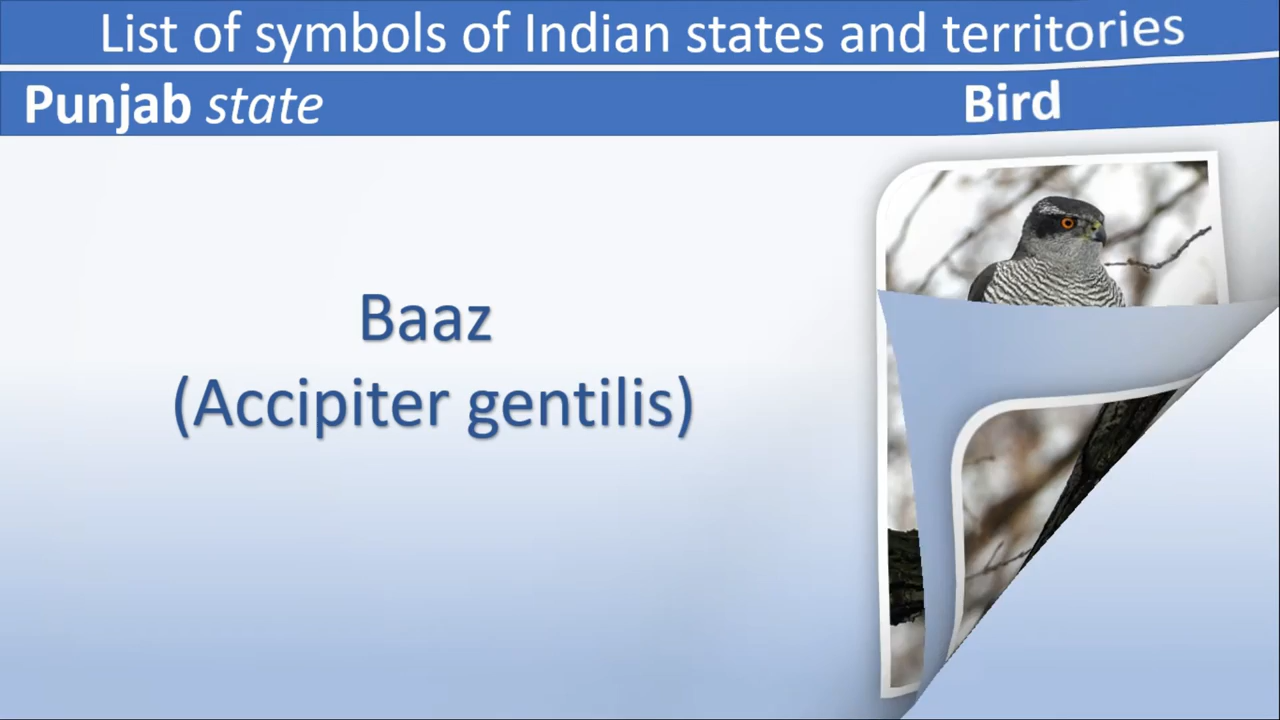 List of symbols of Indian states and territories
Punjab state
Bird
Baaz
(Accipiter gentilis)